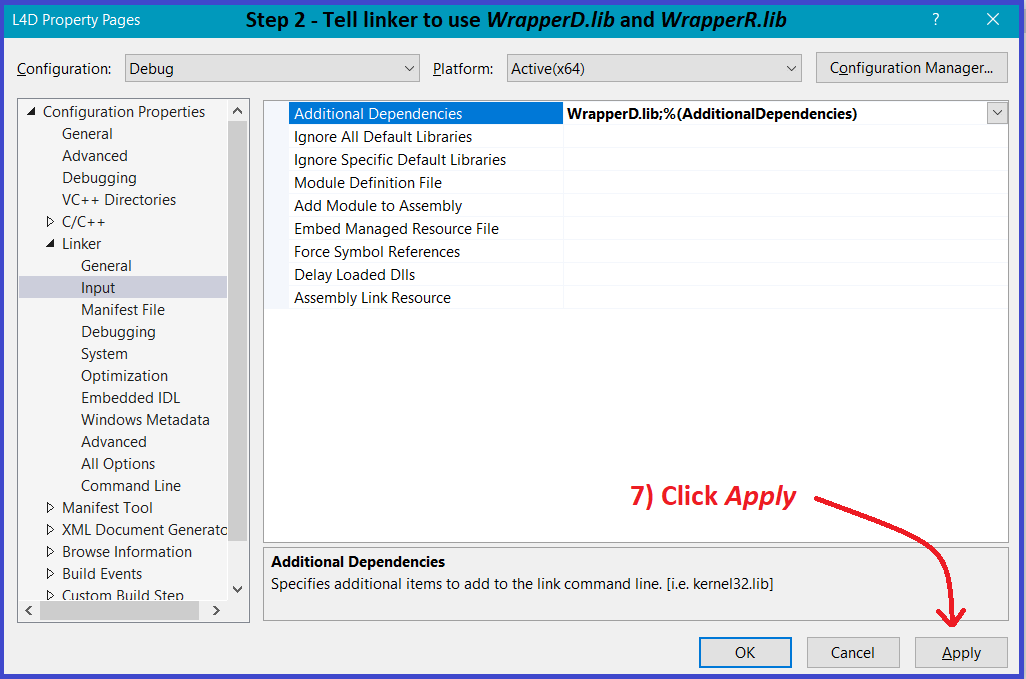 L4D Property Pages
Step 2 - Tell linker to use WrapperD.lib and WrapperR.lib
?
Configuration:
Debug
Platform:
Active(x64)
Configuration Manager...
Configuration Properties
General
Advanced
Debugging
VC++ Directories
C/C++
Linker
General
Input
Manifest File
Debugging
System
Optimization
Embedded IDL
Windows Metadata
Advanced
All Options
Command Line
Manifest Tool
XML Document Generato
Browse Information
Build Events
Custom Build Step
Additional Dependencies
WrapperD.lib;%(AdditionalDependencies)
Ignore All Default Libraries
Ignore Specific Default Libraries
Module Definition File
Add Module to Assembly
Embed Managed Resource File
Force Symbol References
Delay Loaded Dlls
Assembly Link Resource
7) Click Apply
Additional Dependencies
Specifies additional items to add to the link command line. [i.e. kernel32.lib]
OK
Cancel
Apply